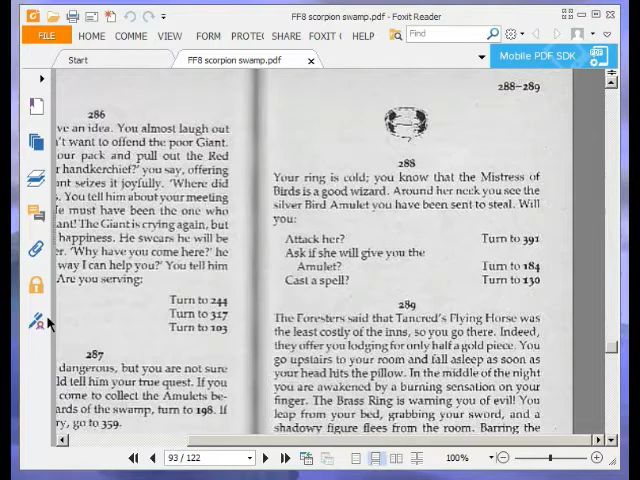 FF8 scorpion swamp.pdf - Foxit Reader
FILE HOME COMME VIEW FORM PROTEC SHARE FOXIT C HELP Find
Start FF8 scorpion swamp.pdf Mobile PDF SDK
286
ve an idea. You almost laugh out
't want to offend the poor Giant.
our pack and pull out the Red
r handkerchief?' you say, offering
ant seizes it joyfully. 'Where did
s. You tell him about your meeting
He must have been the one who
ant! The Giant is crying again, but
happiness. He swears he will be
er. 'Why have you come here?' he
way I can help you?' You tell him
Are you serving:
Turn to 244
Turn to 317
Turn to 103
287
dangerous, but you are not sure
ld tell him your true quest. If you
come to collect the Amulets be-
ards of the swamp, turn to 198. If
ry, go to 359.
288–289
288
Your ring is cold; you know that the Mistress of
Birds is a good wizard. Around her neck you see the
silver Bird Amulet you have been sent to steal. Will
you:
Attack her? Turn to 391
Ask if she will give you the
Amulet? Turn to 184
Cast a spell? Turn to 130
289
The Foresters said that Tancred's Flying Horse was
the least costly of the inns, so you go there. Indeed,
they offer you lodging for only half a gold piece. You
go upstairs to your room and fall asleep as soon as
your head hits the pillow. In the middle of the night
you are awakened by a burning sensation on your
finger. The Brass Ring is warning you of evil! You
leap from your bed, grabbing your sword, and a
shadowy figure flees from the room. Barring the
93 / 122 100%